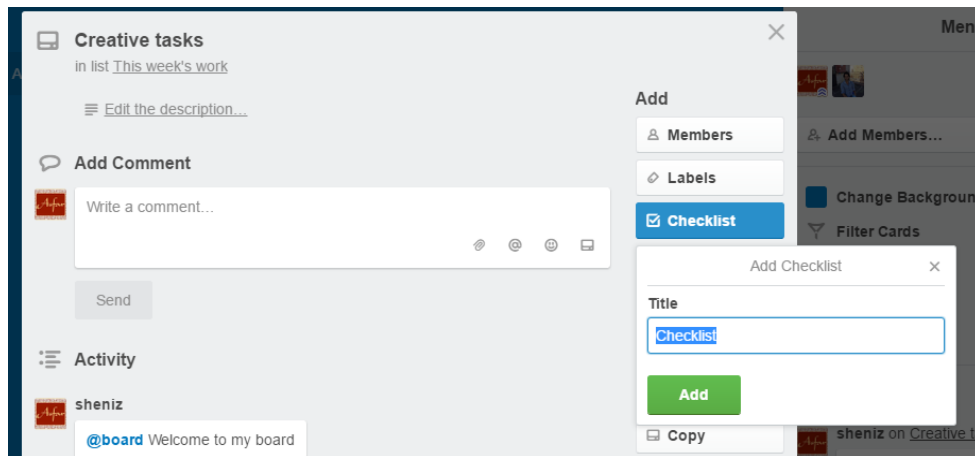 Creative tasks
in list This week's work
Edit the description…
Add Comment
Write a comment…
Send
Activity
sheniz
@board Welcome to my board
Add
Members
Labels
Checklist
Add Checklist
Title
Checklist
Add
Copy
Men
Add Members…
Change Backgroun
Filter Cards
sheniz on Creative t